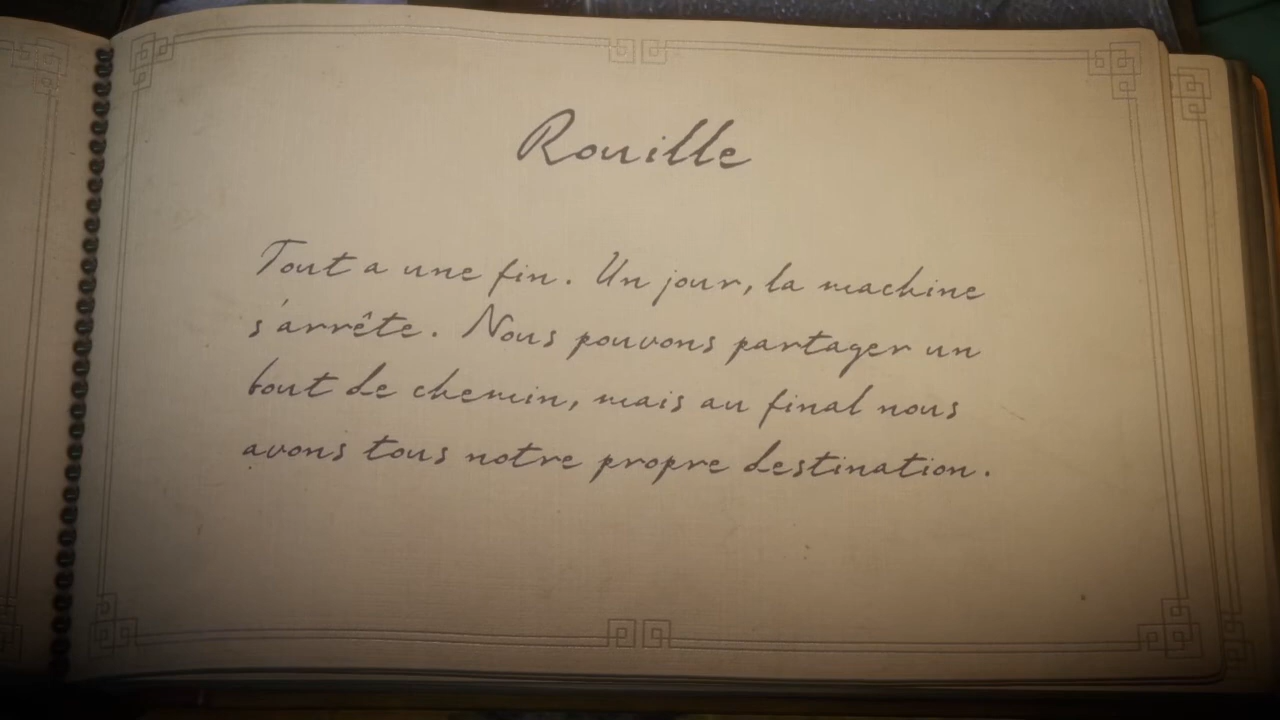 Rouille
Tout a une fin. Un jour, la machine
s'arrête. Nous pouvons partager un
bout de chemin, mais au final nous
avons tous notre propre destination.